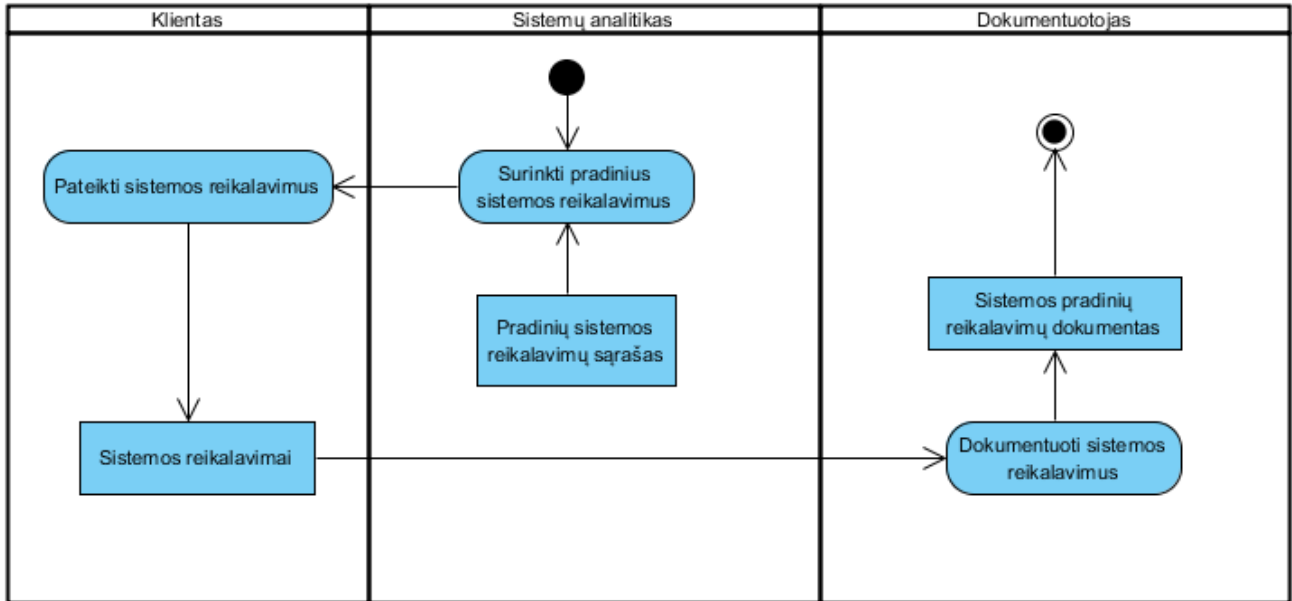 Klientas
Sistemų analitikas
Dokumentuotojas
Pateikti sistemos reikalavimus
Surinkti pradinius
sistemos reikalavimus
Pradinių sistemos
reikalavimų sąrašas
Sistemos pradinių
reikalavimų dokumentas
Sistemos reikalavimai
Dokumentuoti sistemos
reikalavimus